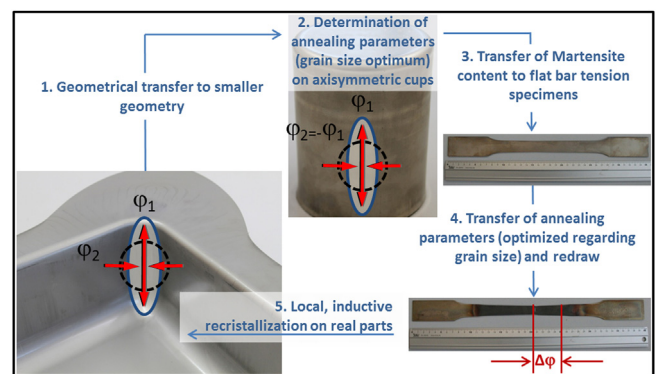 1. Geometrical transfer to smaller
geometry
2. Determination of
annealing parameters
(grain size optimum)
on axisymmetric cups
3. Transfer of Martensite
content to flat bar tension
specimens
4. Transfer of annealing
parameters (optimized regarding
grain size) and redraw
5. Local, inductive
recristallization on real parts
φ₁
φ₂
φ₁
φ₂=-φ₁
Δφ